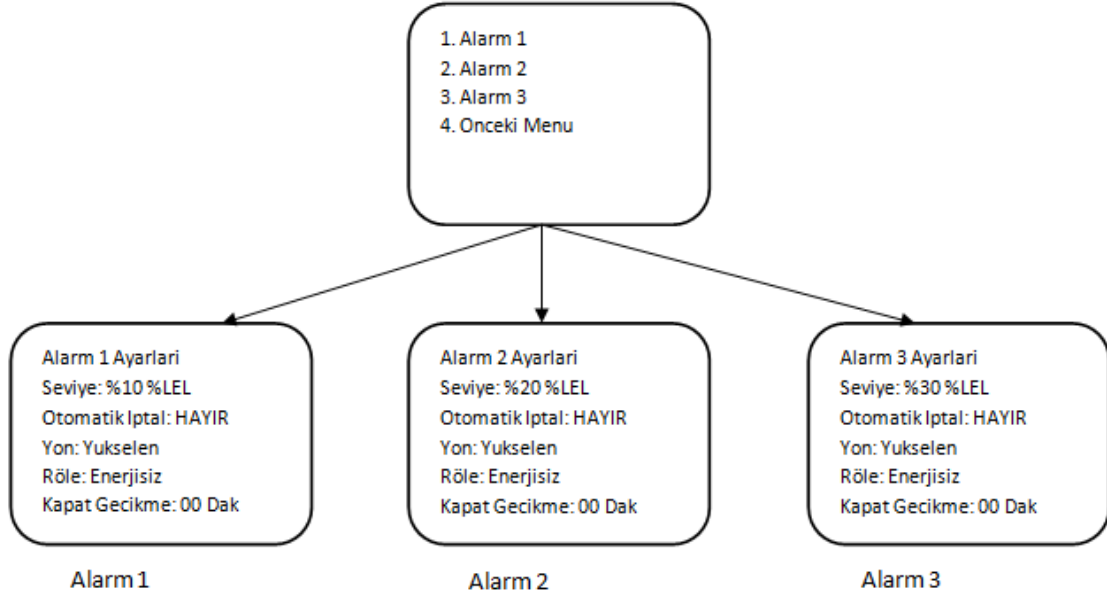 1. Alarm 1
2. Alarm 2
3. Alarm 3
4. Onceki Menu
Alarm 1 Ayarlari
Seviye: %10 %LEL
Otomatik Iptal: HAYIR
Yon: Yukselen
Röle: Enerjisiz
Kapat Gecikme: 00 Dak
Alarm 1
Alarm 2 Ayarlari
Seviye: %20 %LEL
Otomatik Iptal: HAYIR
Yon: Yukselen
Röle: Enerjisiz
Kapat Gecikme: 00 Dak
Alarm 2
Alarm 3 Ayarlari
Seviye: %30 %LEL
Otomatik Iptal: HAYIR
Yon: Yukselen
Röle: Enerjisiz
Kapat Gecikme: 00 Dak
Alarm 3